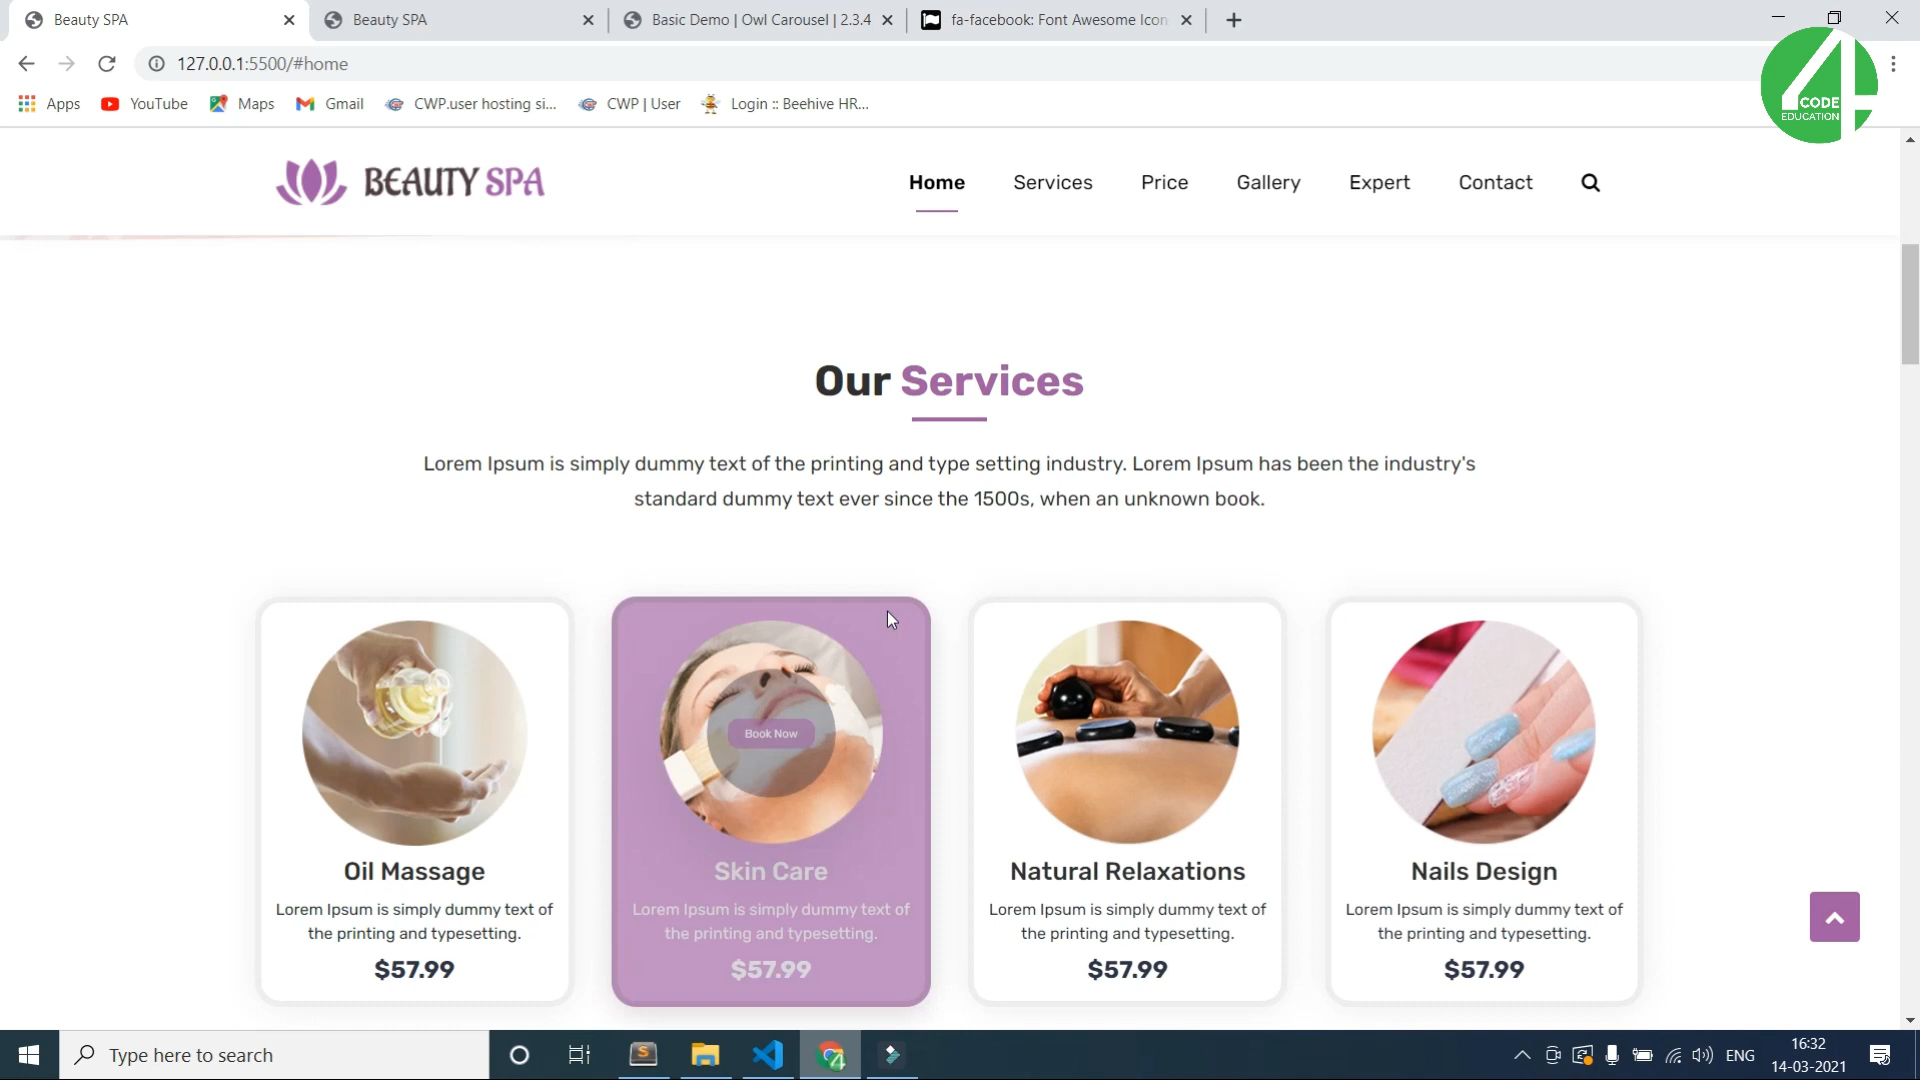 Beauty SPA
Beauty SPA
Basic Demo | Owl Carousel | 2.3.4
fa-facebook: Font Awesome Icon
127.0.0.1:5500/#home
Apps
YouTube
Maps
Gmail
CWP.user hosting si...
CWP | User
Login :: Beehive HR...
4
CODE
EDUCATION
BEAUTY SPA
Home
Services
Price
Gallery
Expert
Contact
Our Services
Lorem Ipsum is simply dummy text of the printing and type setting industry. Lorem Ipsum has been the industry's
standard dummy text ever since the 1500s, when an unknown book.
Book Now
Oil Massage
Lorem Ipsum is simply dummy text of
the printing and typesetting.
$57.99
Skin Care
Lorem Ipsum is simply dummy text of
the printing and typesetting.
$57.99
Natural Relaxations
Lorem Ipsum is simply dummy text of
the printing and typesetting.
$57.99
Nails Design
Lorem Ipsum is simply dummy text of
the printing and typesetting.
$57.99
Type here to search
ENG
16:32
14-03-2021